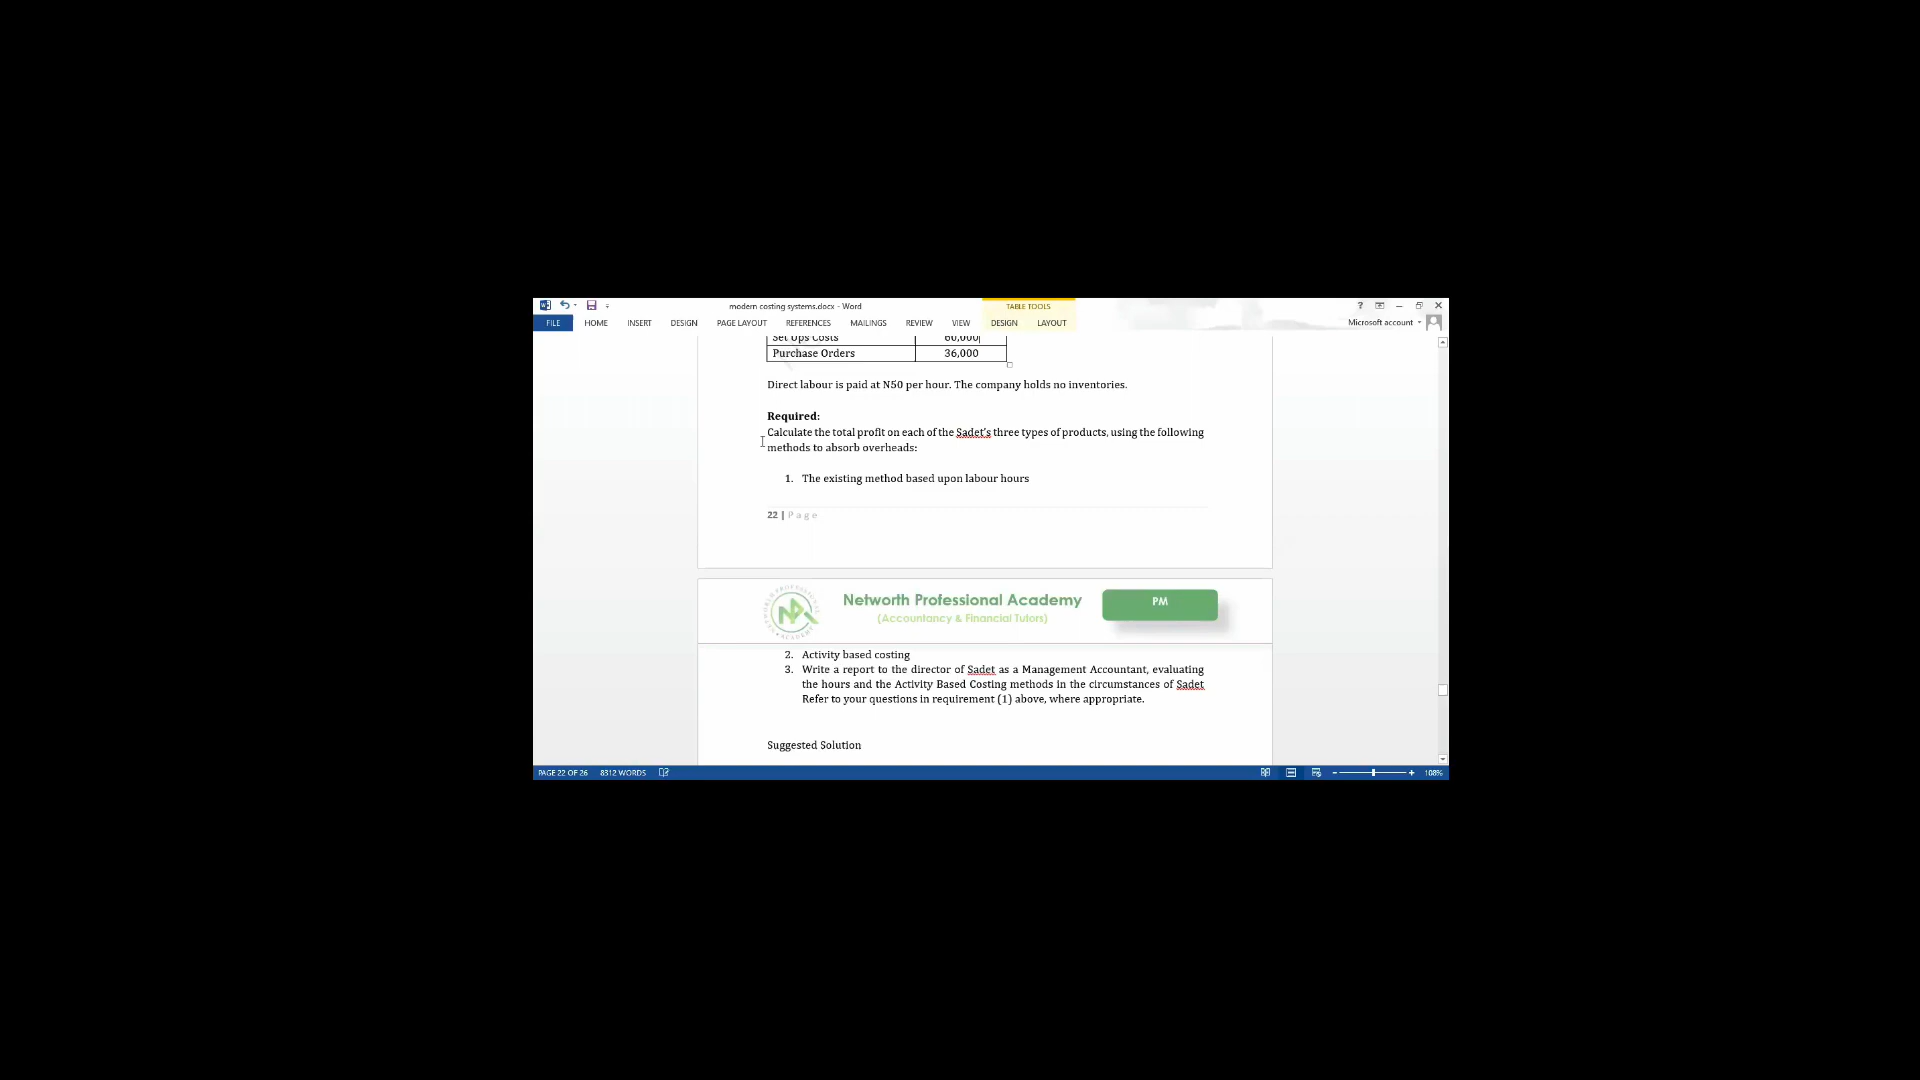 modern costing systems.docx - Word
TABLE TOOLS
?
FILE HOME INSERT DESIGN PAGE LAYOUT REFERENCES MAILINGS REVIEW VIEW DESIGN LAYOUT Microsoft account
Set Ups Costs 60,000
Purchase Orders 36,000
Direct labour is paid at N50 per hour. The company holds no inventories.
Required:
Calculate the total profit on each of the Sadet's three types of products, using the following
methods to absorb overheads:
1. The existing method based upon labour hours
22 | Page
Networth Professional Academy
(Accountancy & Financial Tutors)
PM
2. Activity based costing
3. Write a report to the director of Sadet as a Management Accountant, evaluating
the hours and the Activity Based Costing methods in the circumstances of Sadet
Refer to your questions in requirement (1) above, where appropriate.
Suggested Solution
PAGE 22 OF 26 8312 WORDS 108%